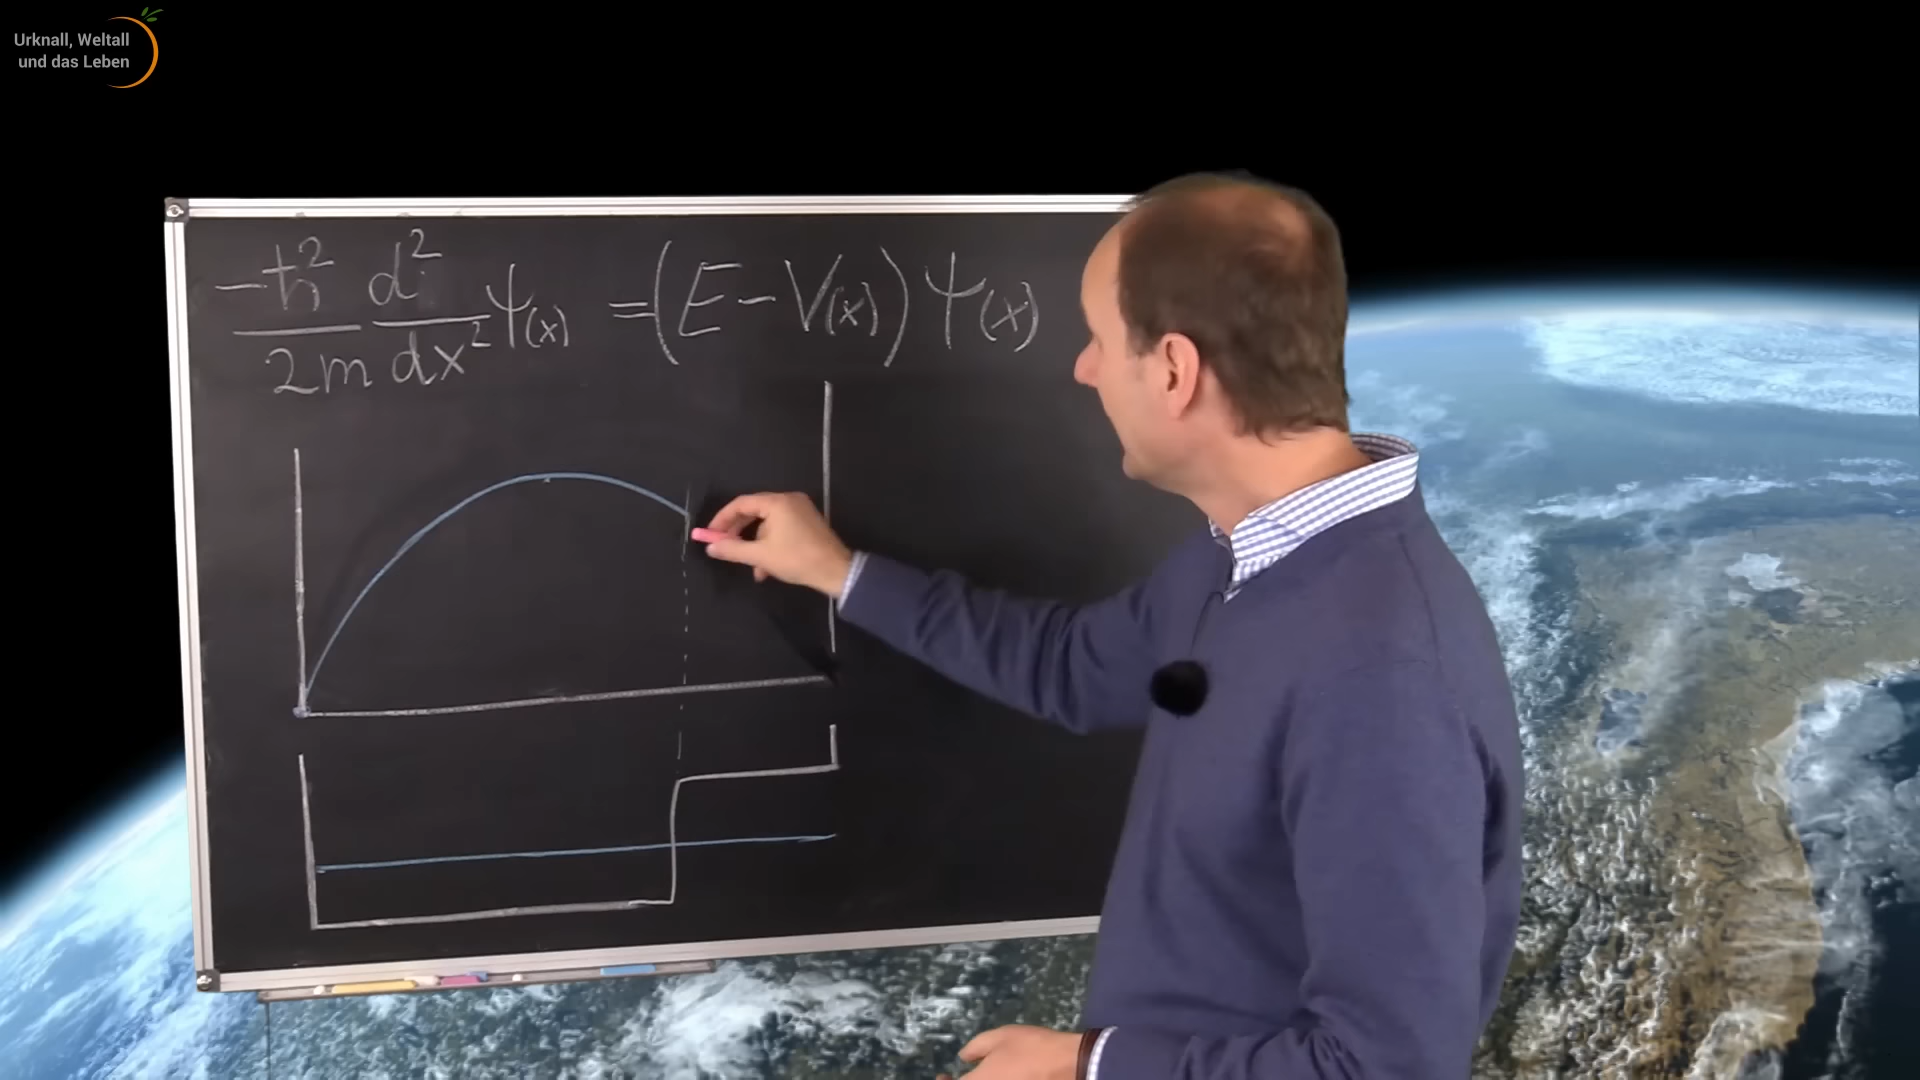 Urknall, Weltall
und das Leben
-ħ²/2m d²/dx² ψ(x) = (E - V(x)) ψ(x)